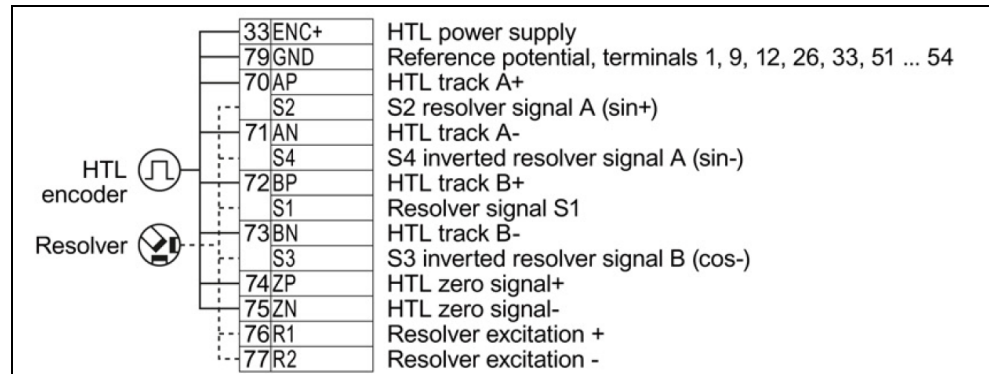 33 ENC+ HTL power supply
79 GND Reference potential, terminals 1, 9, 12, 26, 33, 51 ... 54
70 AP HTL track A+
S2 S2 resolver signal A (sin+)
71 AN HTL track A-
S4 S4 inverted resolver signal A (sin-)
HTL
encoder
72 BP HTL track B+
S1 Resolver signal S1
Resolver
73 BN HTL track B-
S3 S3 inverted resolver signal B (cos-)
74 ZP HTL zero signal+
75 ZN HTL zero signal-
76 R1 Resolver excitation +
77 R2 Resolver excitation -